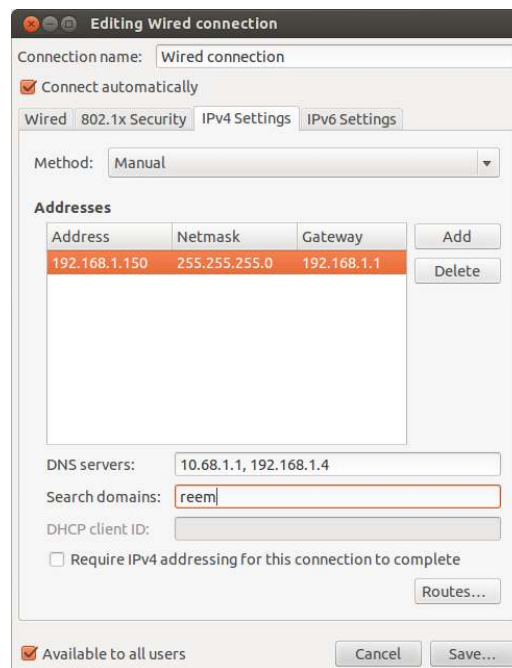 Editing Wired connection
Connection name: Wired connection
Connect automatically
Wired 802.1x Security IPv4 Settings IPv6 Settings
Method: Manual
Addresses
Address Netmask Gateway Add
192.168.1.150 255.255.255.0 192.168.1.1 Delete
DNS servers: 10.68.1.1, 192.168.1.4
Search domains: reem
DHCP client ID:
Require IPv4 addressing for this connection to complete
Routes...
Available to all users Cancel Save...